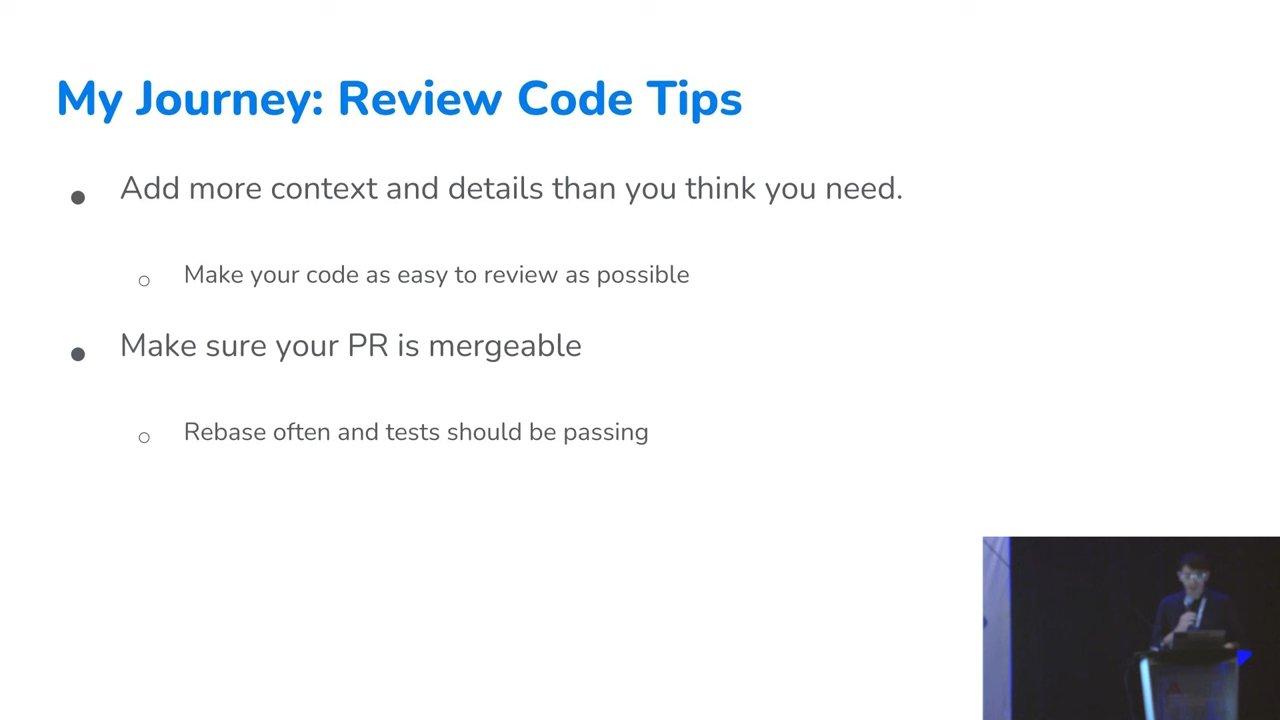 My Journey: Review Code Tips
● Add more context and details than you think you need.
○ Make your code as easy to review as possible
● Make sure your PR is mergeable
○ Rebase often and tests should be passing